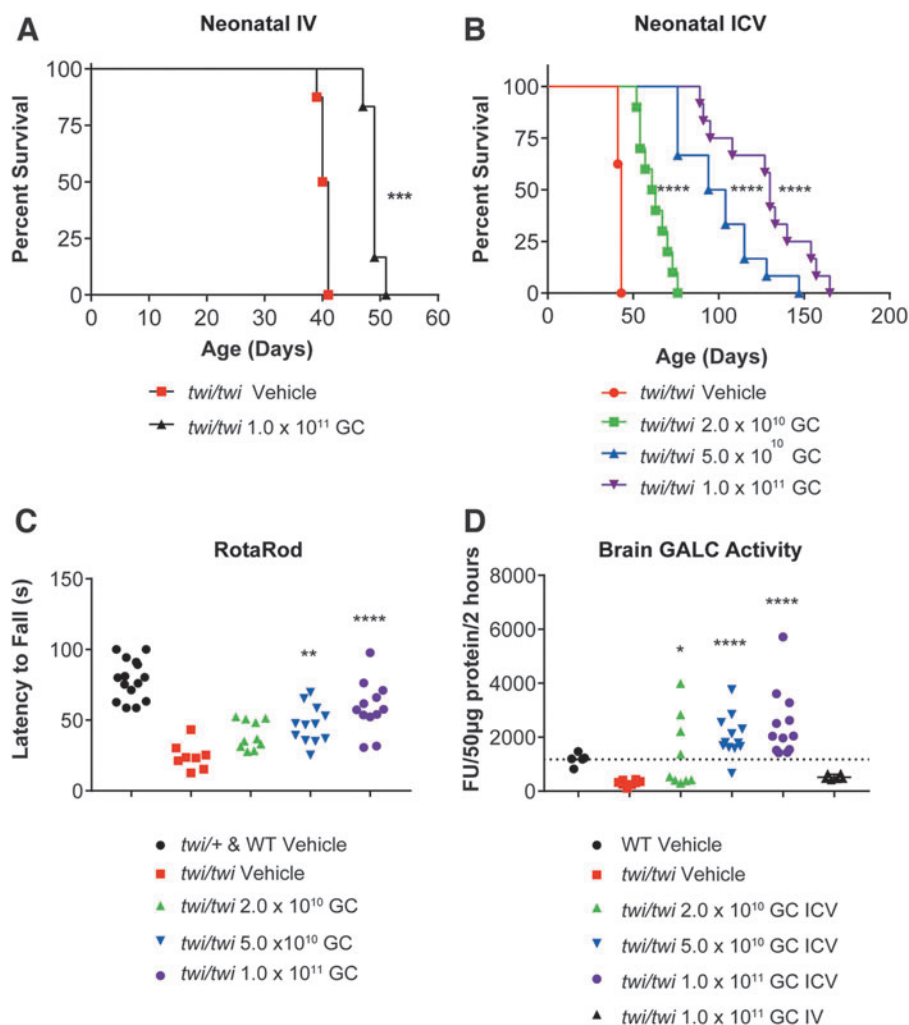 A
Neonatal IV
Percent Survival
100
75
50
25
0
***
0 10 20 30 40 50 60
Age (Days)
twi/twi Vehicle
twi/twi 1.0 x 10¹¹ GC
B
Neonatal ICV
Percent Survival
100
75
50
25
0
**** **** ****
0 50 100 150 200
Age (Days)
twi/twi Vehicle
twi/twi 2.0 x 10¹⁰ GC
twi/twi 5.0 x 10¹⁰ GC
twi/twi 1.0 x 10¹¹ GC
C
RotaRod
Latency to Fall (s)
150
100
50
0
** ****
twi/+ & WT Vehicle
twi/twi Vehicle
twi/twi 2.0 x 10¹⁰ GC
twi/twi 5.0 x10¹⁰ GC
twi/twi 1.0 x 10¹¹ GC
D
Brain GALC Activity
FU/50µg protein/2 hours
8000
6000
4000
2000
0
* **** ****
WT Vehicle
twi/twi Vehicle
twi/twi 2.0 x 10¹⁰ GC ICV
twi/twi 5.0 x 10¹⁰ GC ICV
twi/twi 1.0 x 10¹¹ GC ICV
twi/twi 1.0 x 10¹¹ GC IV